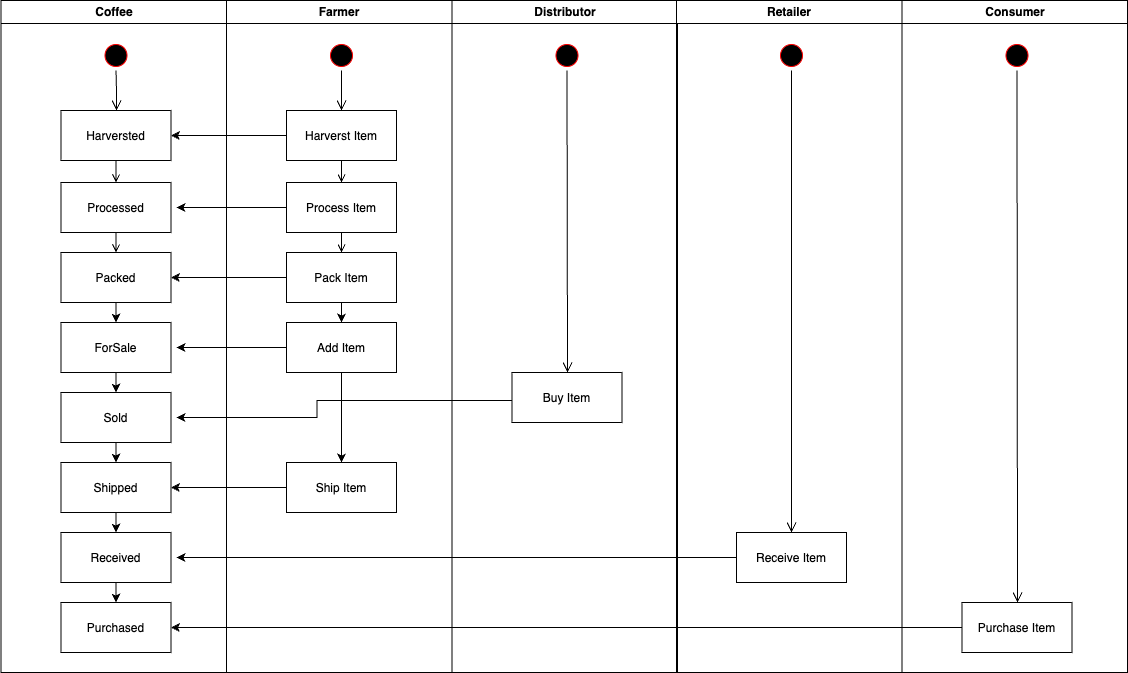 Coffee
Farmer
Distributor
Retailer
Consumer
Harversted
Harverst Item
Processed
Process Item
Packed
Pack Item
ForSale
Add Item
Buy Item
Sold
Shipped
Ship Item
Received
Receive Item
Purchased
Purchase Item